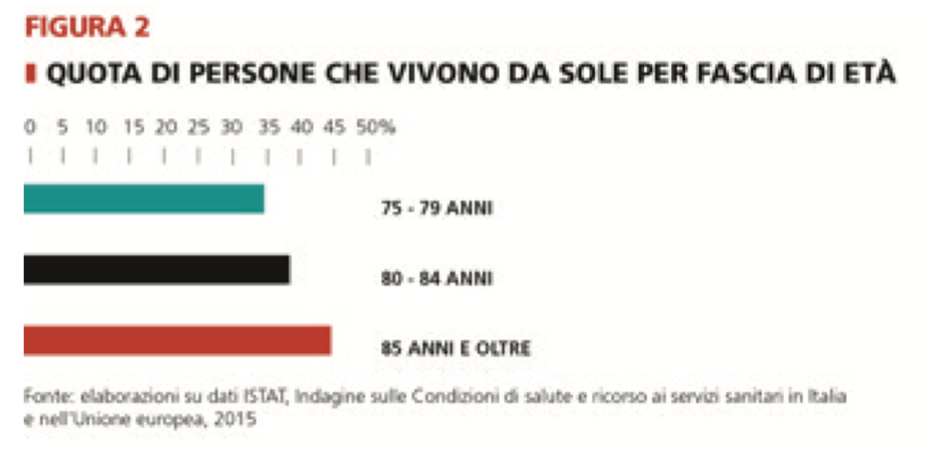 FIGURA 2
QUOTA DI PERSONE CHE VIVONO DA SOLE PER FASCIA DI ETÀ
0 5 10 15 20 25 30 35 40 45 50%
75 - 79 ANNI
80 - 84 ANNI
85 ANNI E OLTRE
Fonte: elaborazioni su dati ISTAT, Indagine sulle Condizioni di salute e ricorso ai servizi sanitari in Italia
e nell'Unione europea, 2015